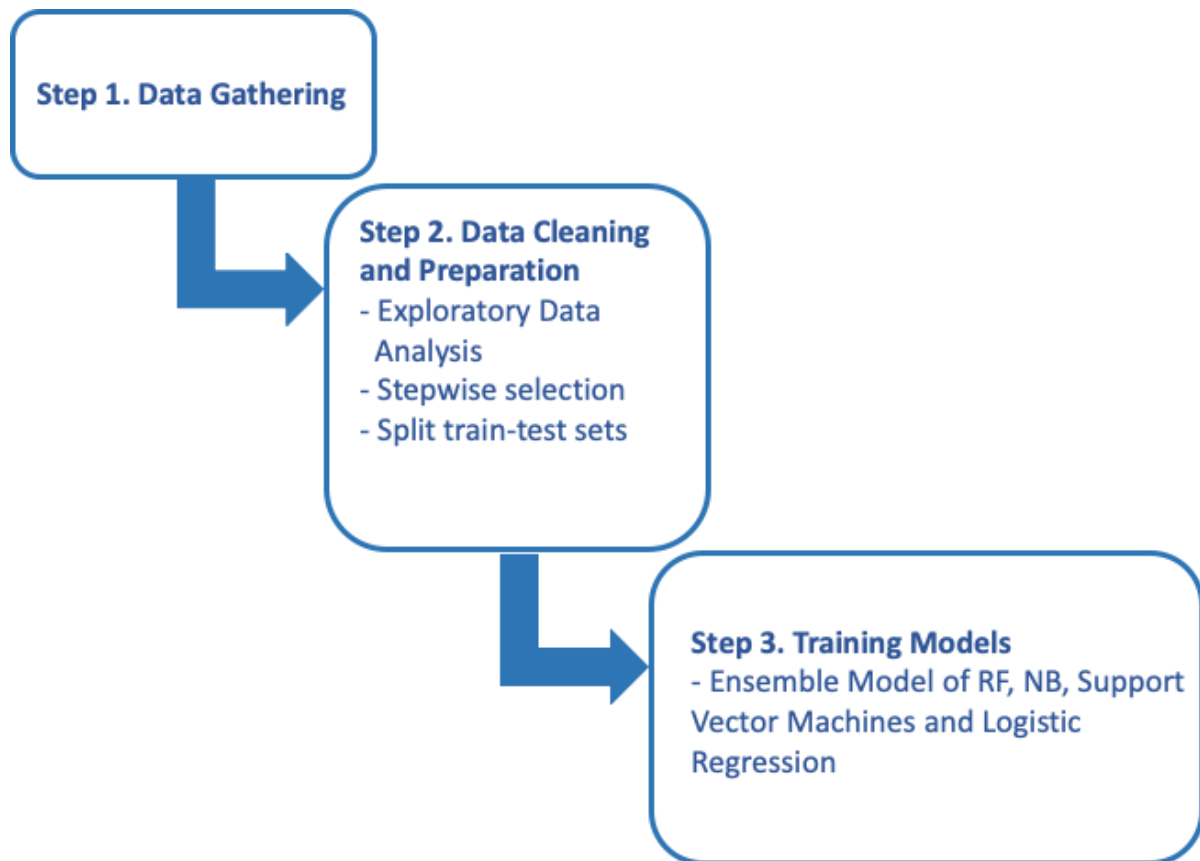 Step 1. Data Gathering
Step 2. Data Cleaning
and Preparation
- Exploratory Data
Analysis
- Stepwise selection
- Split train-test sets
Step 3. Training Models
- Ensemble Model of RF, NB, Support
Vector Machines and Logistic
Regression